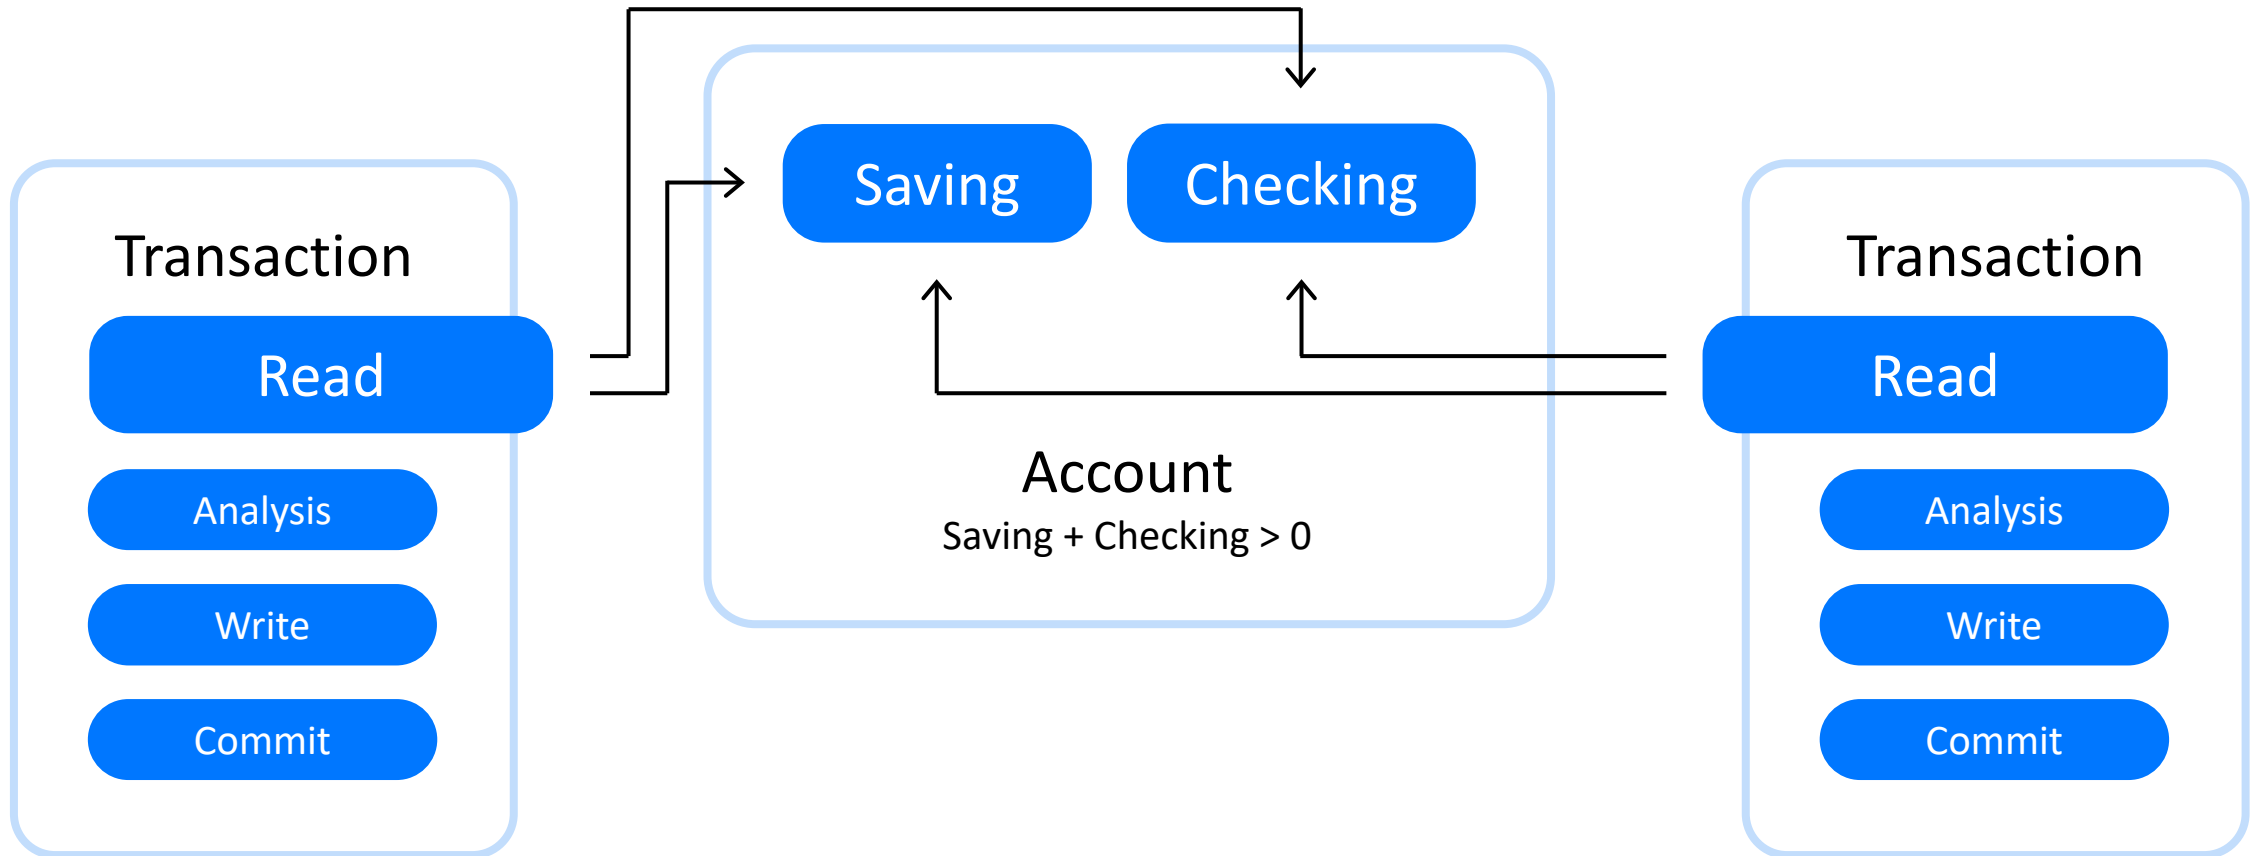 Transaction
Read
Analysis
Write
Commit
Saving
Checking
Account
Saving + Checking > 0
Transaction
Read
Analysis
Write
Commit